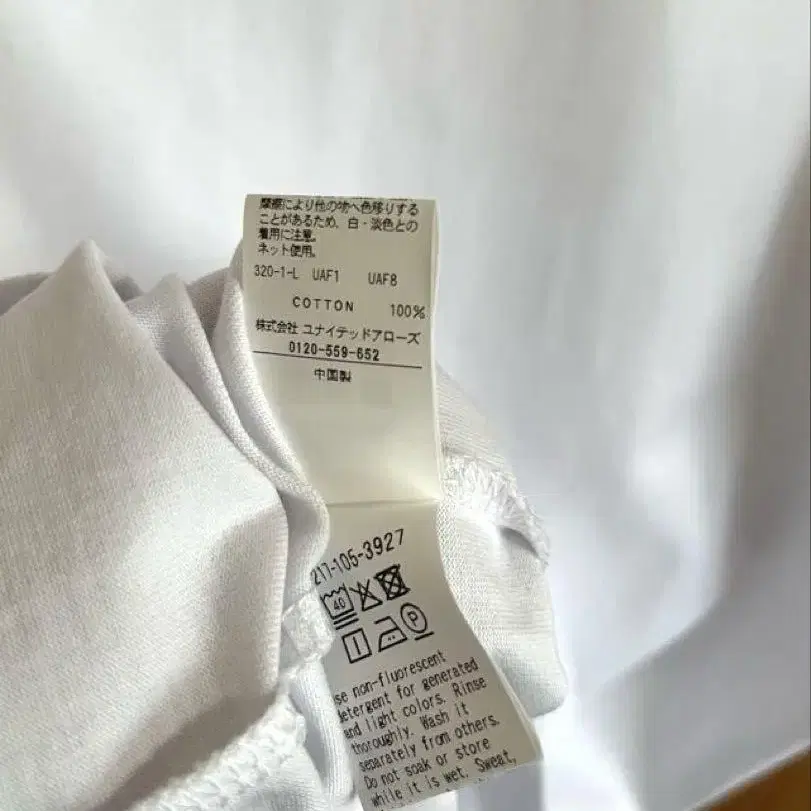 摩擦により他の物へ色移りする
ことがあるため、白・淡色との
着用に注意。
ネット使用。
320-1-L UAF1 UAF8
COTTON 100%
株式会社 ユナイテッドアローズ
0120-559-652
中国製
217-105-3927
40
P
se non-fluorescent
detergent for generated
and light colors. Rinse
thoroughly. Wash it
separately from others.
Do not soak or store
while it is wet. Sweat,